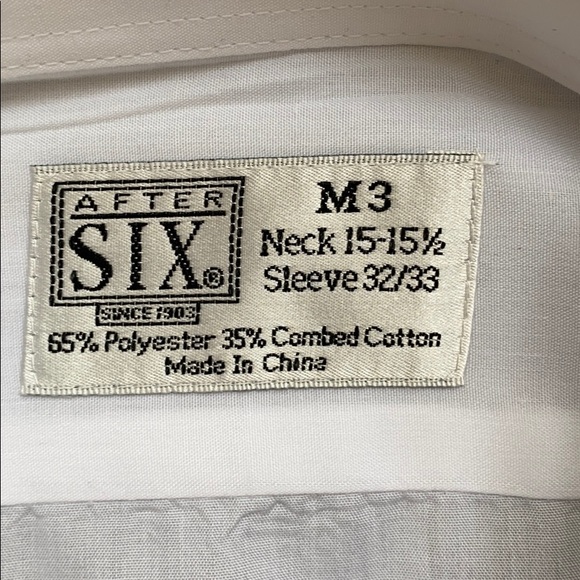 AFTER
SIX®
SINCE 1903
M3
Neck 15-15½
Sleeve 32/33
65% Polyester 35% Combed Cotton
Made In China